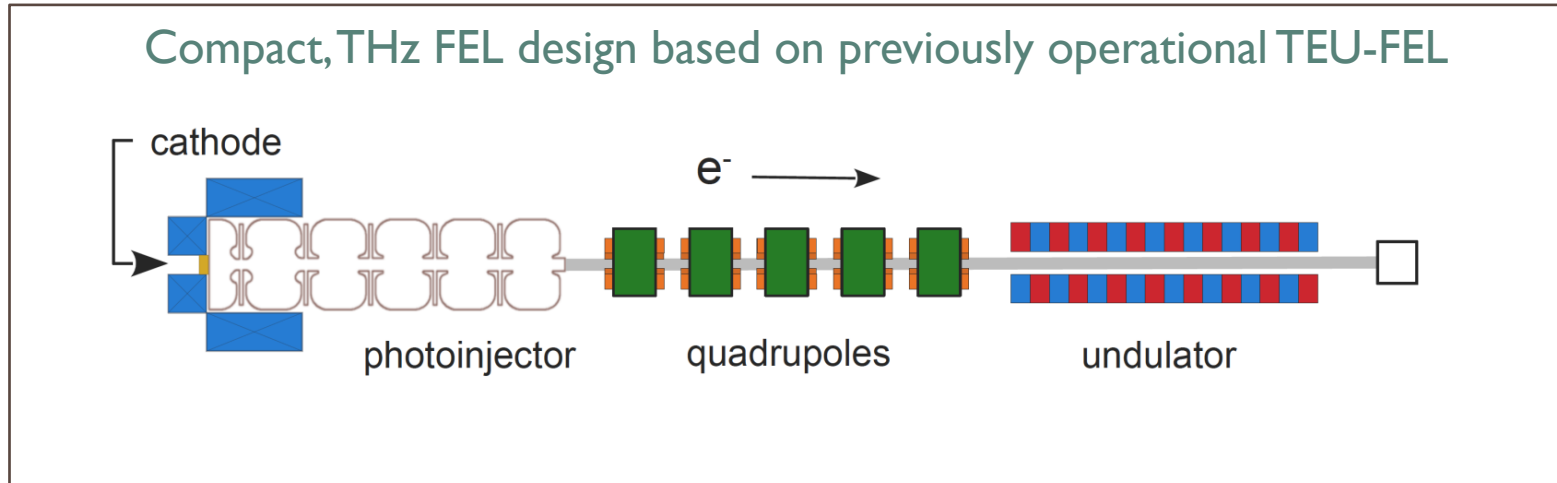 Compact, THz FEL design based on previously operational TEU-FEL
cathode
e-
photoinjector
quadrupoles
undulator